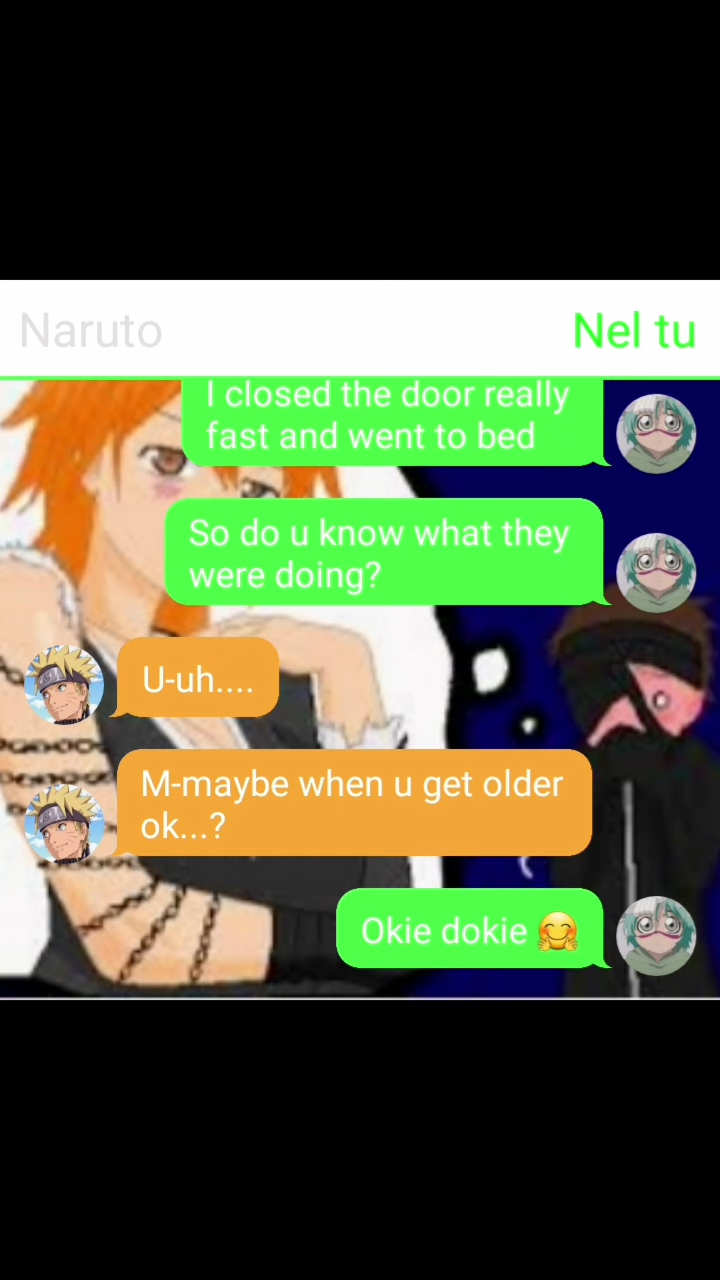 Naruto
Nel tu
I closed the door really
fast and went to bed
So do u know what they
were doing?
U-uh....
M-maybe when u get older
ok...?
Okie dokie 🤗